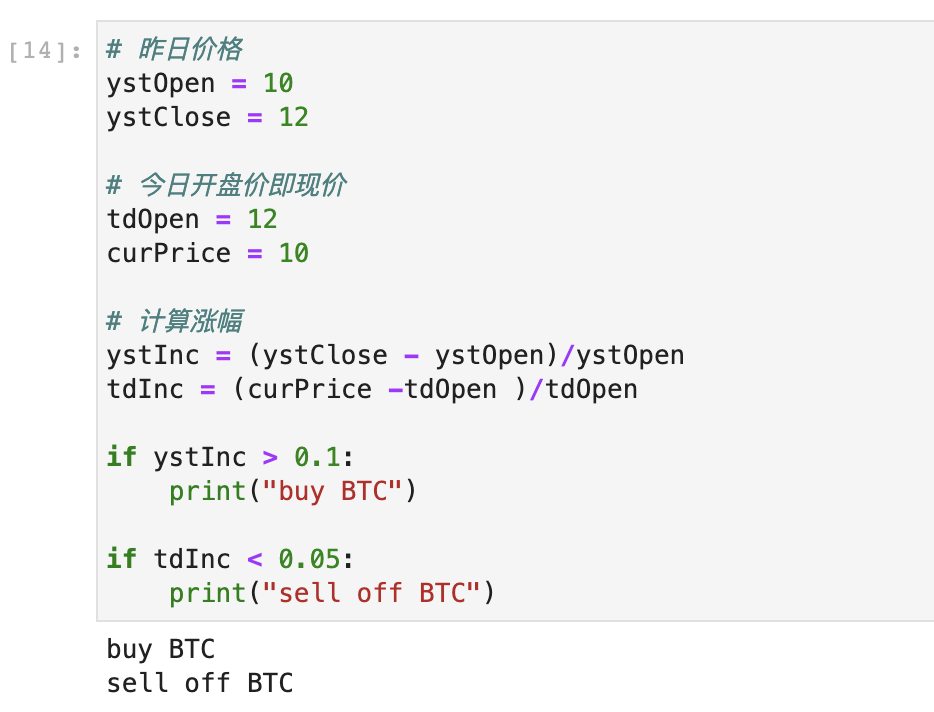 [14]:
# 昨日价格
ystOpen = 10
ystClose = 12
# 今日开盘价即现价
tdOpen = 12
curPrice = 10
# 计算涨幅
ystInc = (ystClose - ystOpen)/ystOpen
tdInc = (curPrice -tdOpen )/tdOpen
if ystInc > 0.1:
    print("buy BTC")
if tdInc < 0.05:
    print("sell off BTC")
buy BTC
sell off BTC